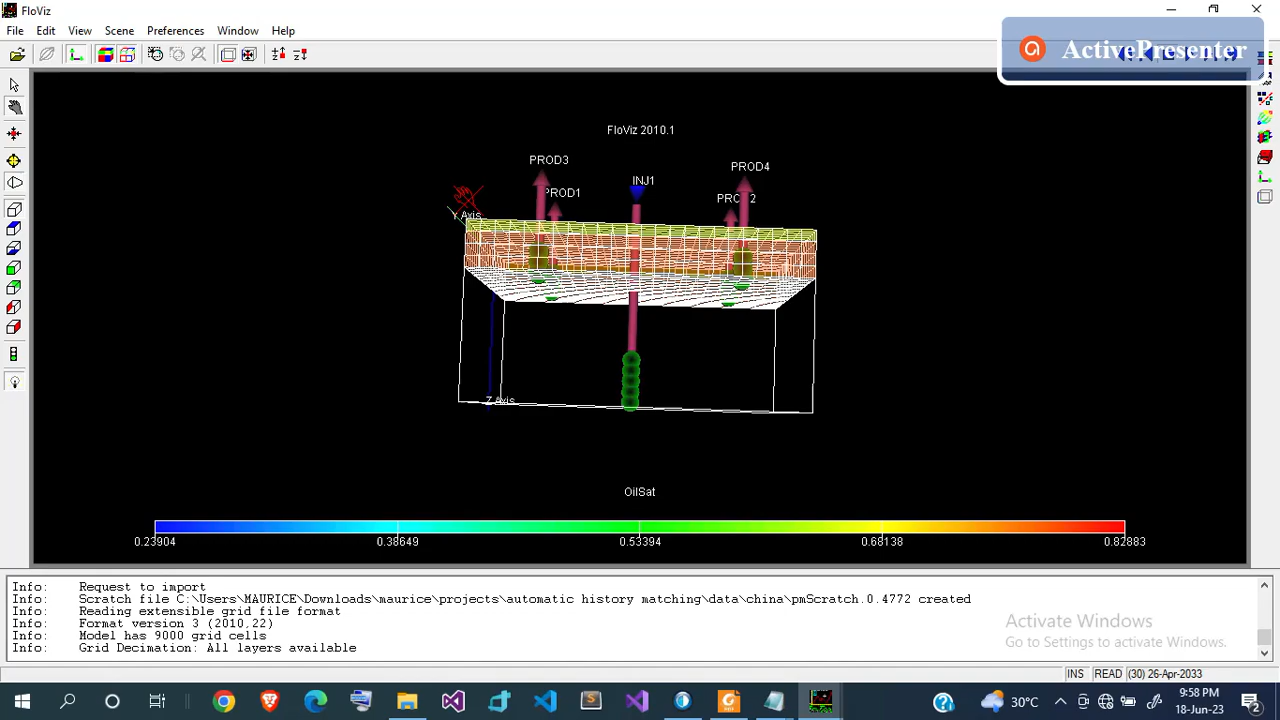 FloViz
File Edit View Scene Preferences Window Help
ActivePresenter
FloViz 2010.1
PROD3
PROD4
INJ1
PROD1
Y Axis
Z Axis
OilSat
0.23904 0.38649 0.53394 0.68138 0.82883
Info: Request to import
Info: Scratch file C:\Users\MAURICE\Downloads\maurice\projects\automatic history matching\data\china\pmScratch.0.4772 created
Info: Reading extensible grid file format
Info: Format version 3 (2010,22)
Info: Model has 9000 grid cells
Info: Grid Decimation: All layers available
Activate Windows
Go to Settings to activate Windows.
INS READ (30) 26-Apr-2033
30°C
9:58 PM
18-Jun-23
2